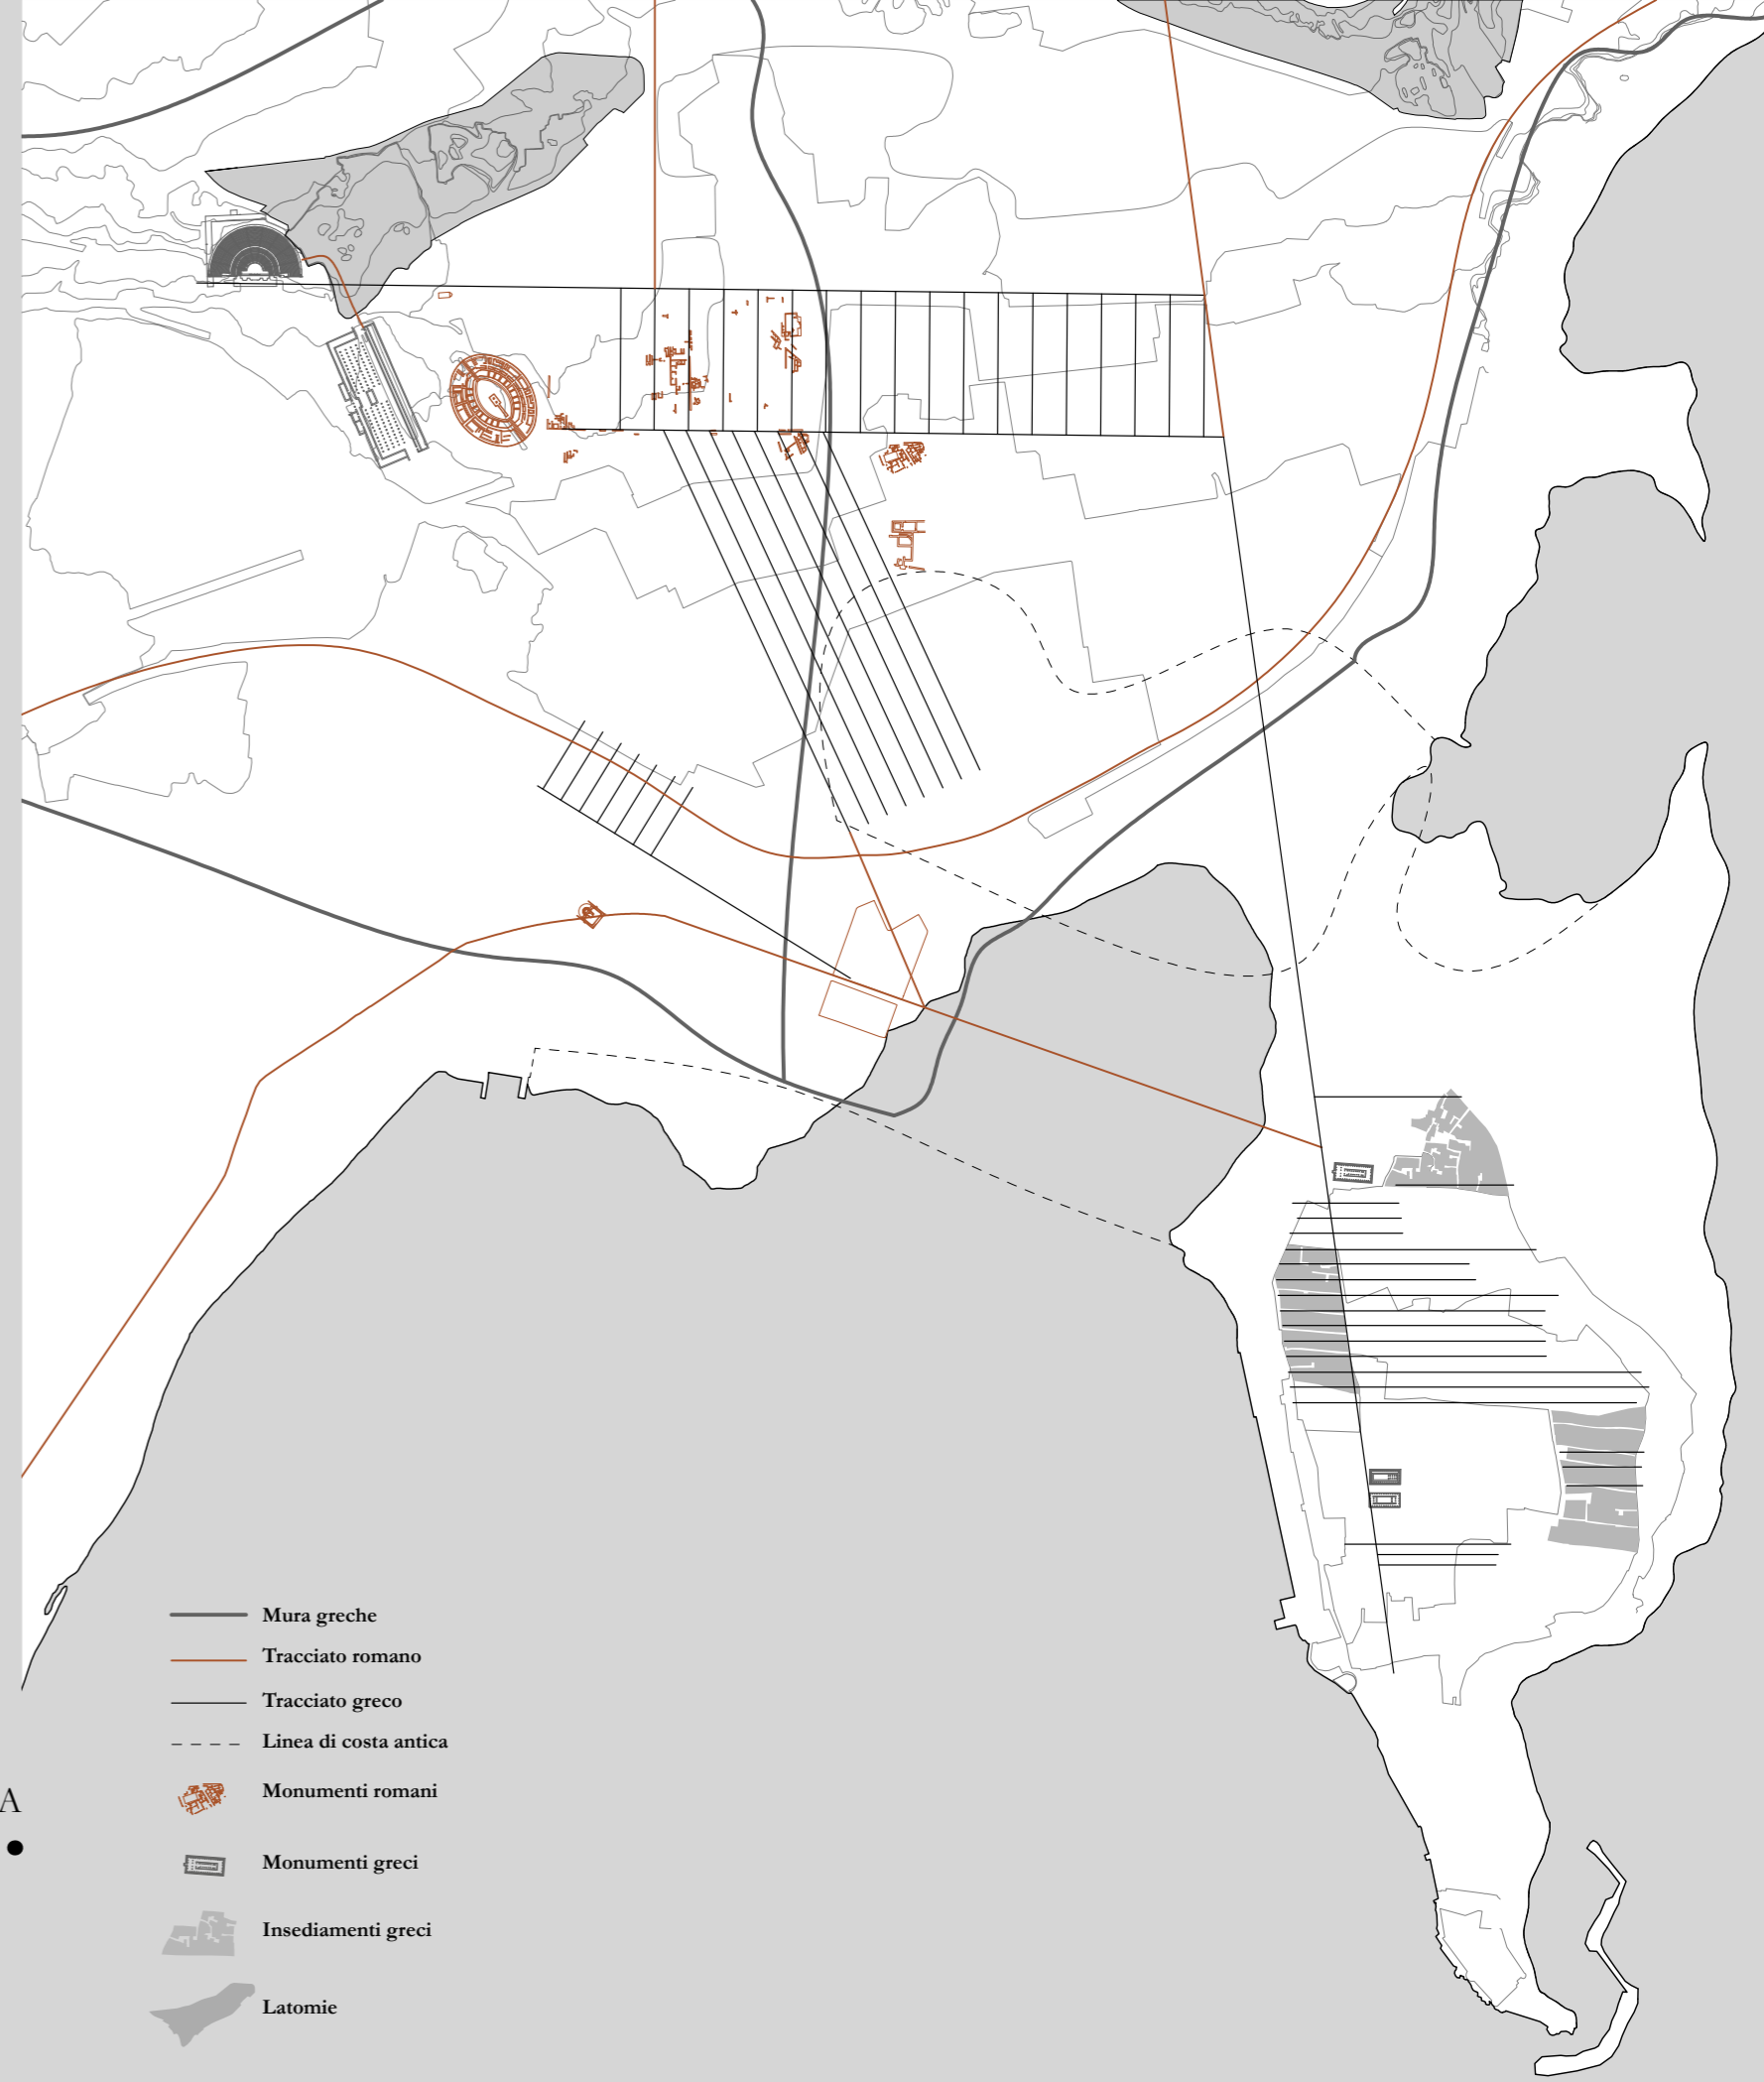 Mura greche
Tracciato romano
Tracciato greco
Linea di costa antica
A
Monumenti romani
Monumenti greci
Insediamenti greci
Latomie